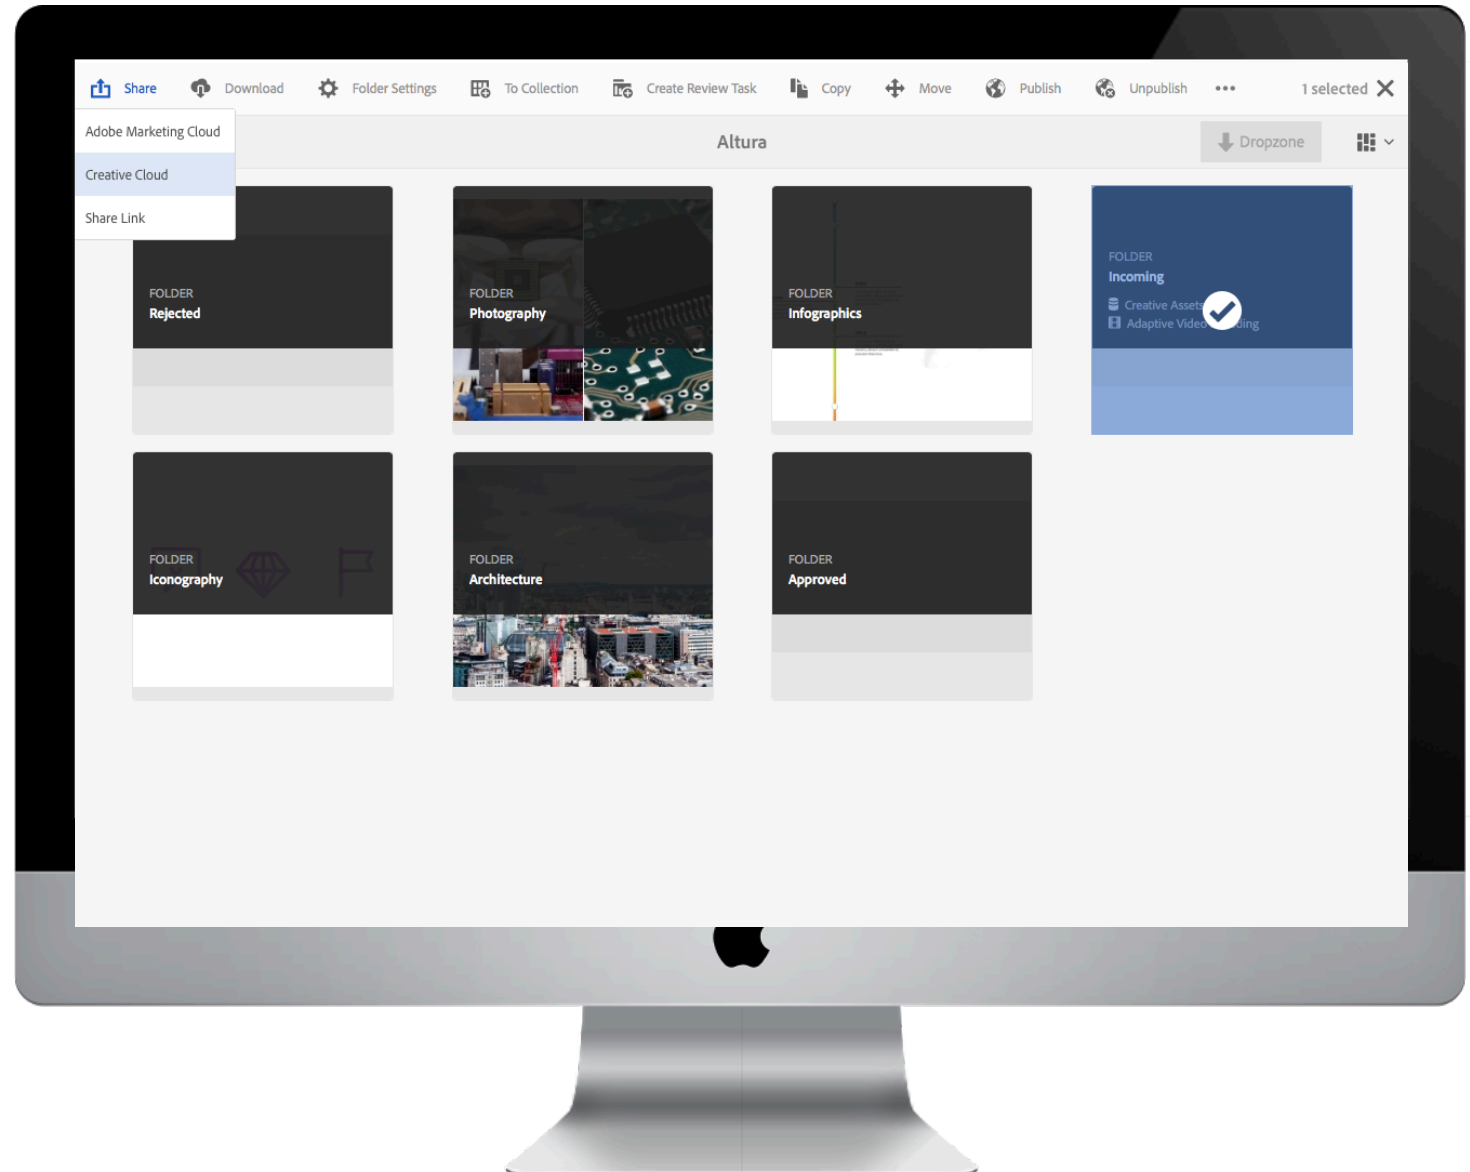 Share Download Folder Settings To Collection Create Review Task Copy Move Publish Unpublish 1 selected
Adobe Marketing Cloud
Creative Cloud
Share Link
Altura
Dropzone
FOLDER
Rejected
FOLDER
Photography
FOLDER
Infographics
FOLDER
Incoming
Creative Assets
Adaptive Video
FOLDER
Iconography
FOLDER
Architecture
FOLDER
Approved